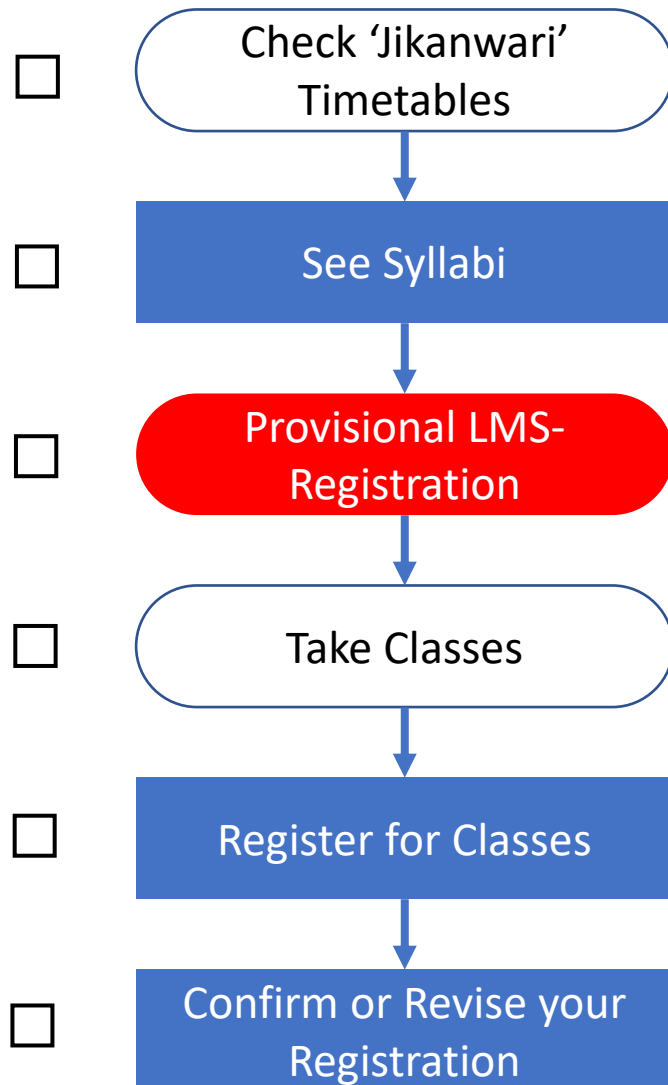 Check ‘Jikanwari’
Timetables
See Syllabi
Provisional LMS-
Registration
Take Classes
Register for Classes
Confirm or Revise your
Registration